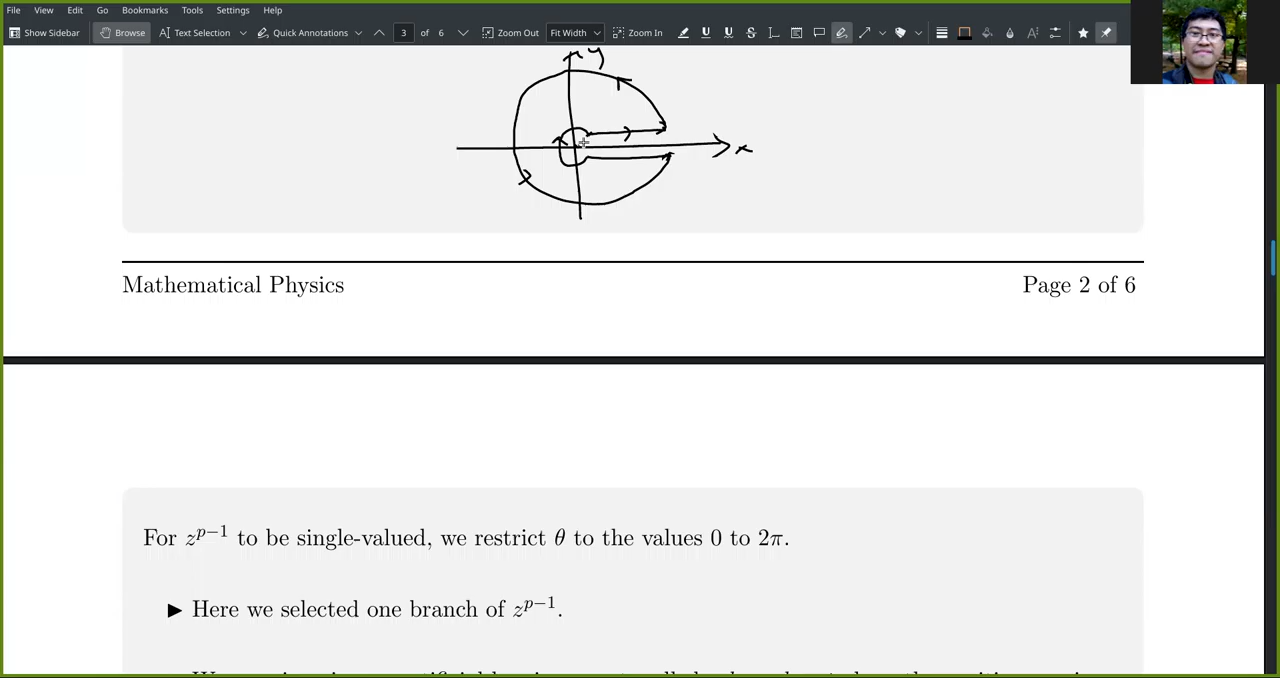 File View Edit Go Bookmarks Tools Settings Help
Show Sidebar Browse Text Selection Quick Annotations 3 of 6 Zoom Out Fit Width Zoom In
y
x
Mathematical Physics Page 2 of 6
For z^{p−1} to be single-valued, we restrict θ to the values 0 to 2π.
▶ Here we selected one branch of z^{p−1}.